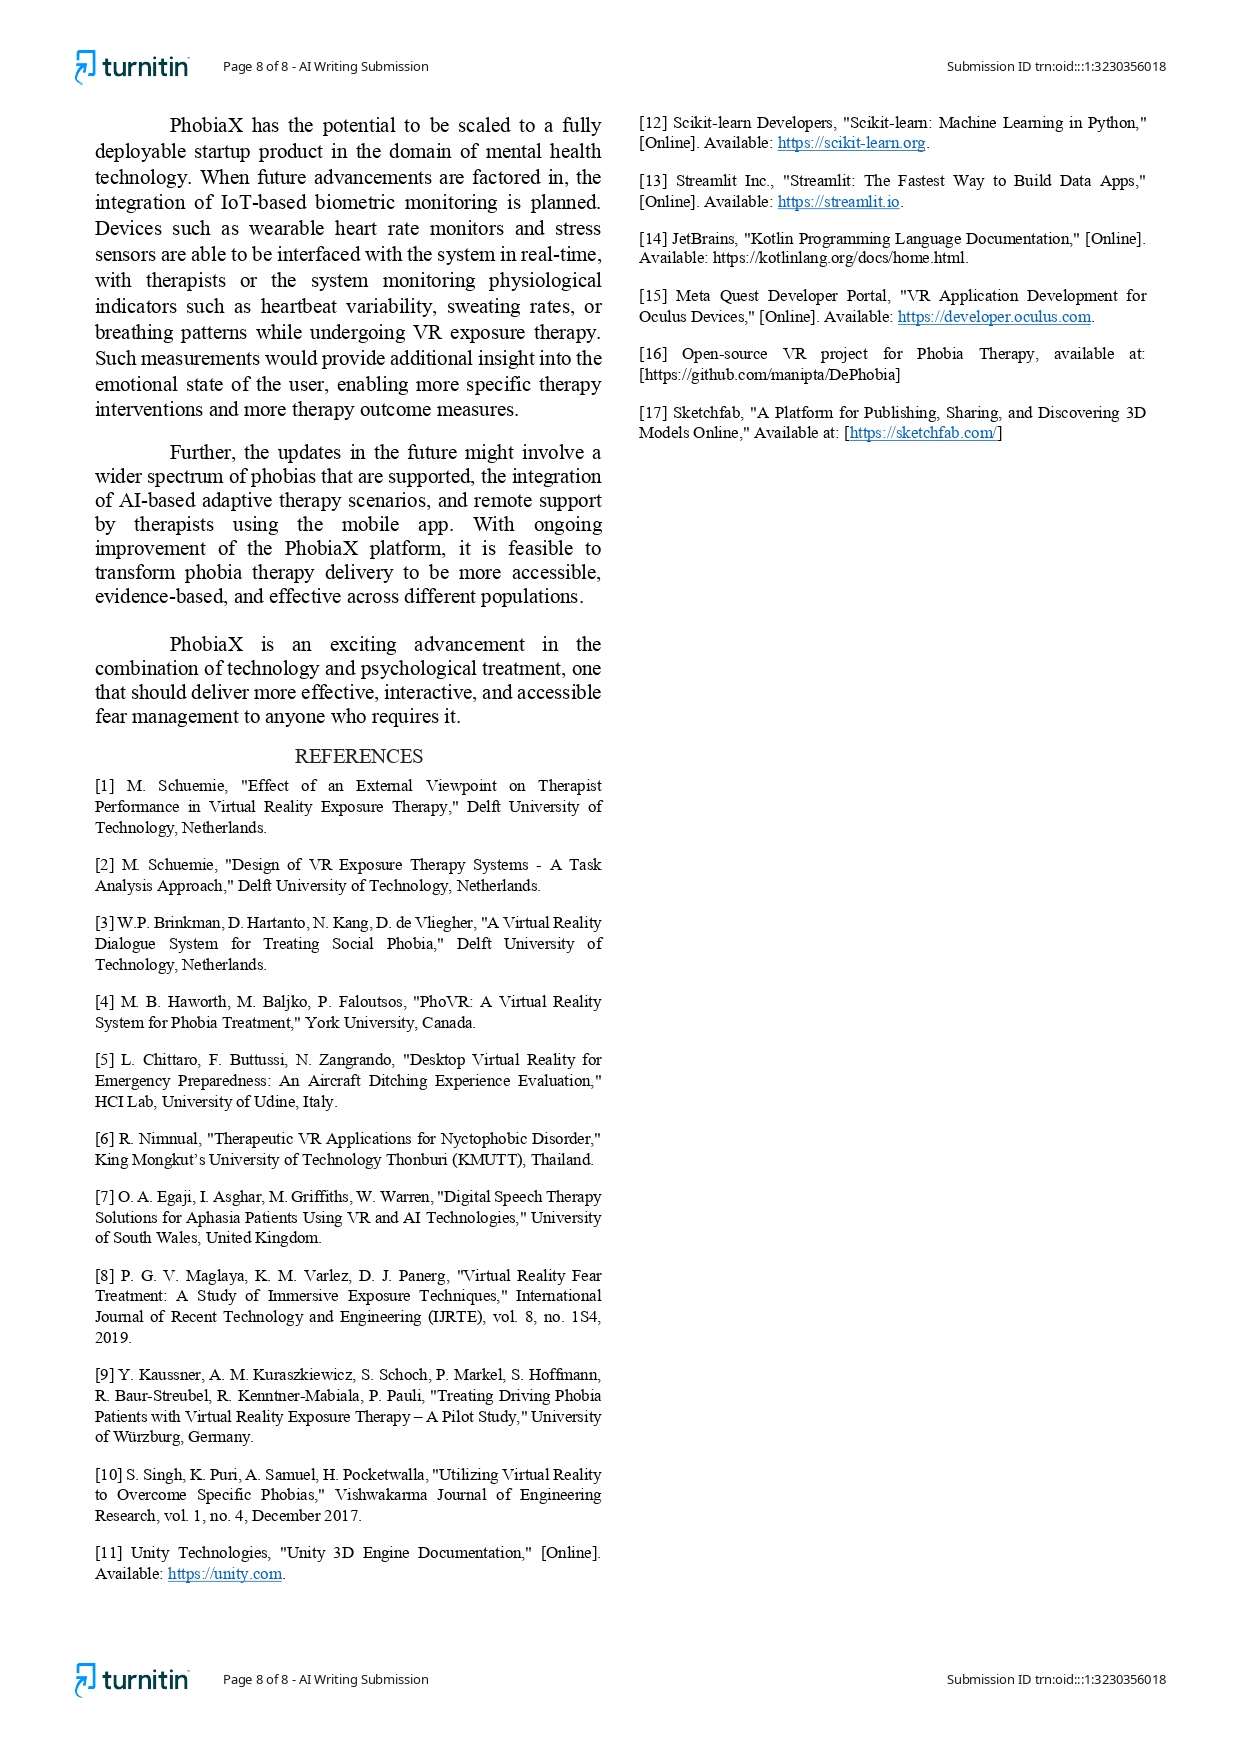 turnitin
Page 8 of 8 - AI Writing Submission
Submission ID trn:oid:::1:3230356018
PhobiaX has the potential to be scaled to a fully
deployable startup product in the domain of mental health
technology. When future advancements are factored in, the
integration of IoT-based biometric monitoring is planned.
Devices such as wearable heart rate monitors and stress
sensors are able to be interfaced with the system in real-time,
with therapists or the system monitoring physiological
indicators such as heartbeat variability, sweating rates, or
breathing patterns while undergoing VR exposure therapy.
Such measurements would provide additional insight into the
emotional state of the user, enabling more specific therapy
interventions and more therapy outcome measures.
Further, the updates in the future might involve a
wider spectrum of phobias that are supported, the integration
of AI-based adaptive therapy scenarios, and remote support
by therapists using the mobile app. With ongoing
improvement of the PhobiaX platform, it is feasible to
transform phobia therapy delivery to be more accessible,
evidence-based, and effective across different populations.
PhobiaX is an exciting advancement in the
combination of technology and psychological treatment, one
that should deliver more effective, interactive, and accessible
fear management to anyone who requires it.
REFERENCES
[1] M. Schuemie, "Effect of an External Viewpoint on Therapist
Performance in Virtual Reality Exposure Therapy," Delft University of
Technology, Netherlands.
[2] M. Schuemie, "Design of VR Exposure Therapy Systems - A Task
Analysis Approach," Delft University of Technology, Netherlands.
[3] W.P. Brinkman, D. Hartanto, N. Kang, D. de Vliegher, "A Virtual Reality
Dialogue System for Treating Social Phobia," Delft University of
Technology, Netherlands.
[4] M. B. Haworth, M. Baljko, P. Faloutsos, "PhoVR: A Virtual Reality
System for Phobia Treatment," York University, Canada.
[5] L. Chittaro, F. Buttussi, N. Zangrando, "Desktop Virtual Reality for
Emergency Preparedness: An Aircraft Ditching Experience Evaluation,"
HCI Lab, University of Udine, Italy.
[6] R. Nimnual, "Therapeutic VR Applications for Nyctophobic Disorder,"
King Mongkut’s University of Technology Thonburi (KMUTT), Thailand.
[7] O. A. Egaji, I. Asghar, M. Griffiths, W. Warren, "Digital Speech Therapy
Solutions for Aphasia Patients Using VR and AI Technologies," University
of South Wales, United Kingdom.
[8] P. G. V. Maglaya, K. M. Varlez, D. J. Panerg, "Virtual Reality Fear
Treatment: A Study of Immersive Exposure Techniques," International
Journal of Recent Technology and Engineering (IJRTE), vol. 8, no. 1S4,
2019.
[9] Y. Kaussner, A. M. Kuraszkiewicz, S. Schoch, P. Markel, S. Hoffmann,
R. Baur-Streubel, R. Kenntner-Mabiala, P. Pauli, "Treating Driving Phobia
Patients with Virtual Reality Exposure Therapy – A Pilot Study," University
of Würzburg, Germany.
[10] S. Singh, K. Puri, A. Samuel, H. Pocketwalla, "Utilizing Virtual Reality
to Overcome Specific Phobias," Vishwakarma Journal of Engineering
Research, vol. 1, no. 4, December 2017.
[11] Unity Technologies, "Unity 3D Engine Documentation," [Online].
Available: https://unity.com.
[12] Scikit-learn Developers, "Scikit-learn: Machine Learning in Python,"
[Online]. Available: https://scikit-learn.org.
[13] Streamlit Inc., "Streamlit: The Fastest Way to Build Data Apps,"
[Online]. Available: https://streamlit.io.
[14] JetBrains, "Kotlin Programming Language Documentation," [Online].
Available: https://kotlinlang.org/docs/home.html.
[15] Meta Quest Developer Portal, "VR Application Development for
Oculus Devices," [Online]. Available: https://developer.oculus.com.
[16] Open-source VR project for Phobia Therapy, available at:
[https://github.com/manipta/DePhobia]
[17] Sketchfab, "A Platform for Publishing, Sharing, and Discovering 3D
Models Online," Available at: [https://sketchfab.com/]
turnitin
Page 8 of 8 - AI Writing Submission
Submission ID trn:oid:::1:3230356018